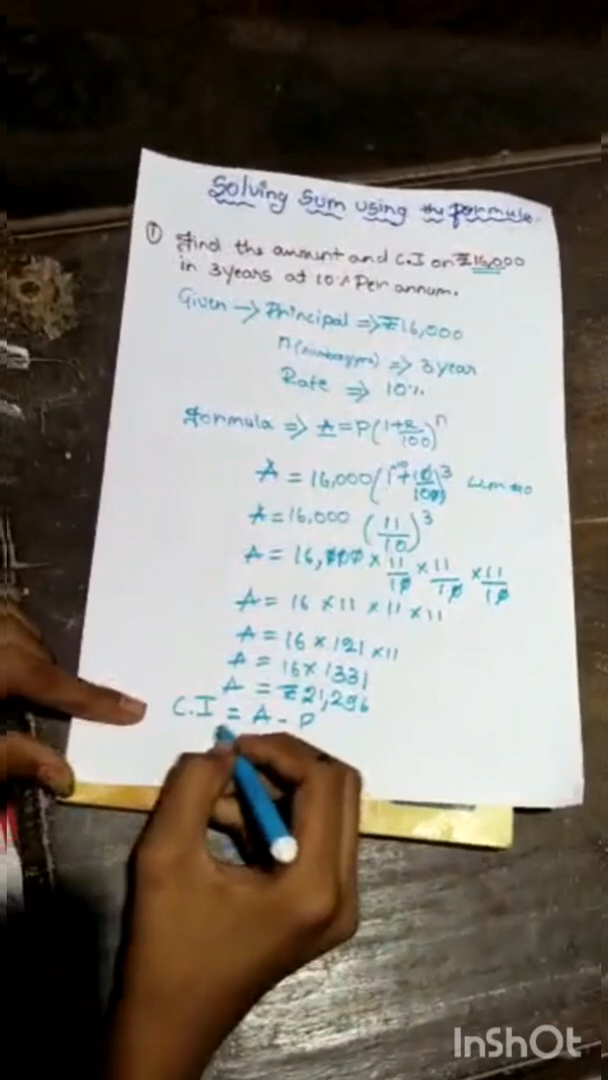 Solving Sum using the formula.
① Find the amount and C.I on ₹16,000
in 3years at 10% Per annum.
Given → Principal ⇒ ₹16,000
⇒ 3year
Rate ⇒ 10%
formula ⇒ A = P(1+R/100)^n
A = 16,000(1+10/100)^3
A = 16,000 (11/10)^3
A = 16,000 × 11/10 × 11/10 × 11/10
A = 16 × 11 × 11 × 11
A = 16 × 121 × 11
A = 16 × 1331
A = ₹21,296
C.I = A - P
InShOt